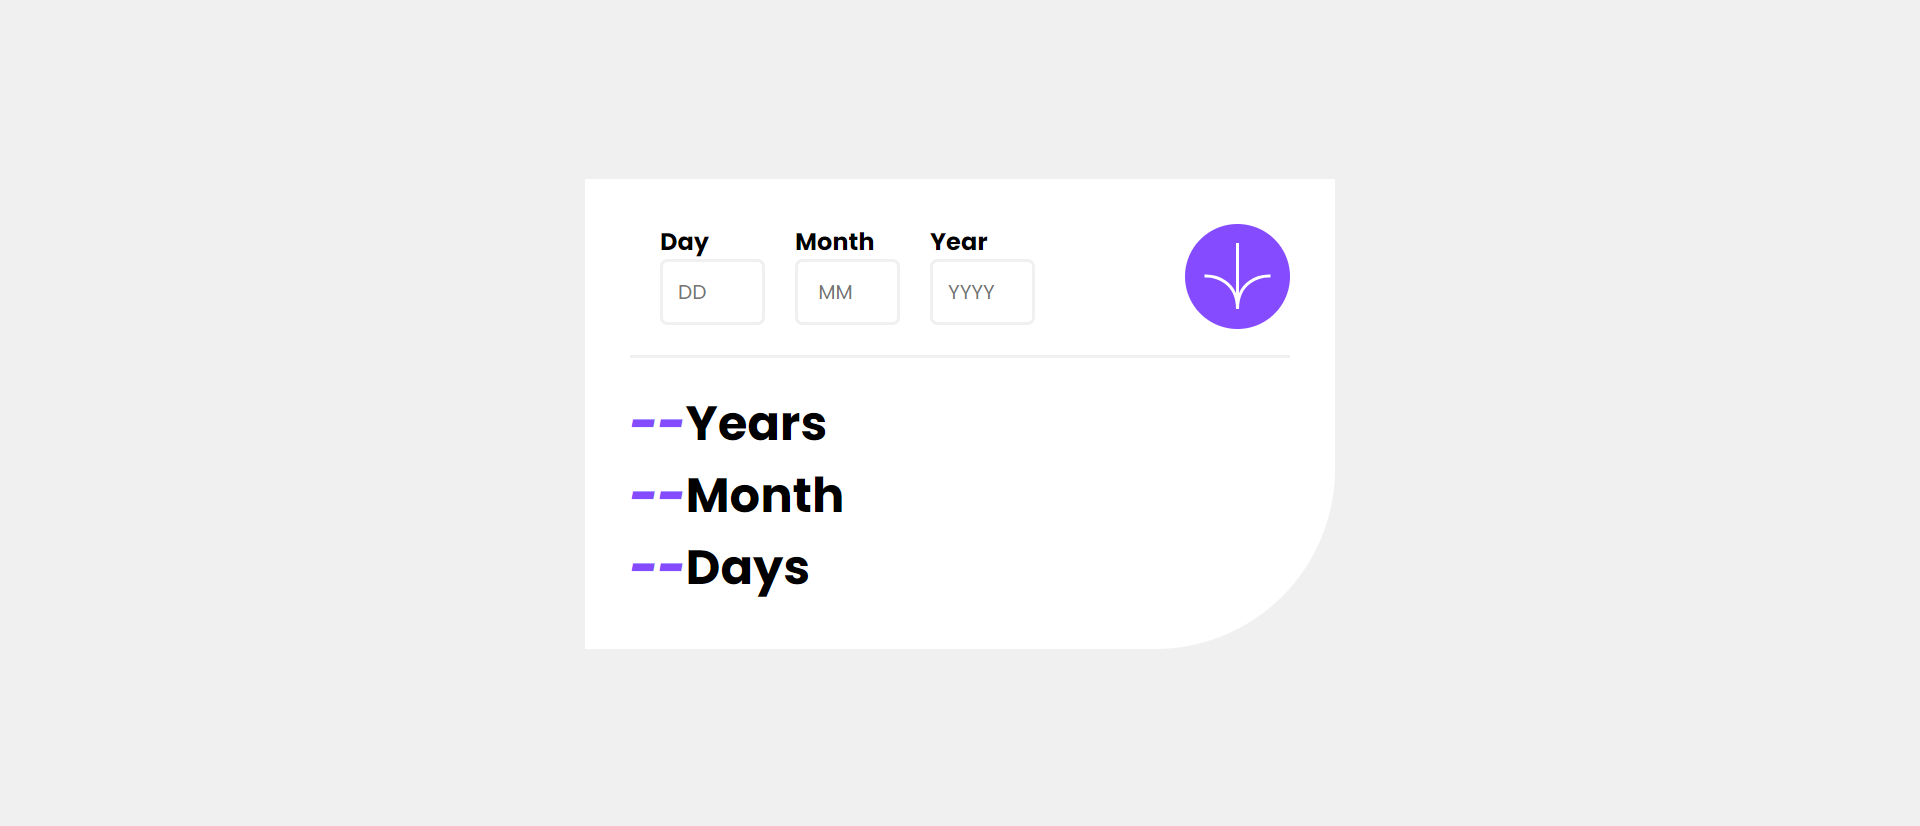 Day Month Year
DD MM YYYY
--Years
--Month
--Days